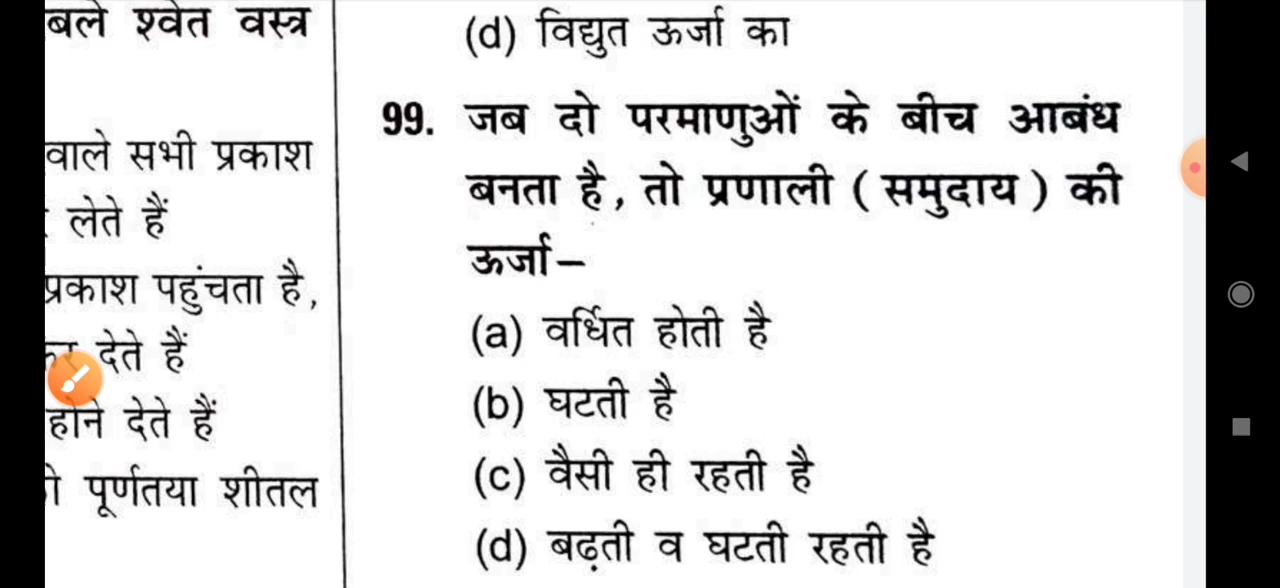 बले श्वेत वस्त्र
वाले सभी प्रकाश
लेते हैं
प्रकाश पहुंचता है,
देते हैं
होने देते हैं
पूर्णतया शीतल
(d) विद्युत ऊर्जा का
99. जब दो परमाणुओं के बीच आबंध
बनता है, तो प्रणाली (समुदाय) की
ऊर्जा–
(a) वर्धित होती है
(b) घटती है
(c) वैसी ही रहती है
(d) बढ़ती व घटती रहती है